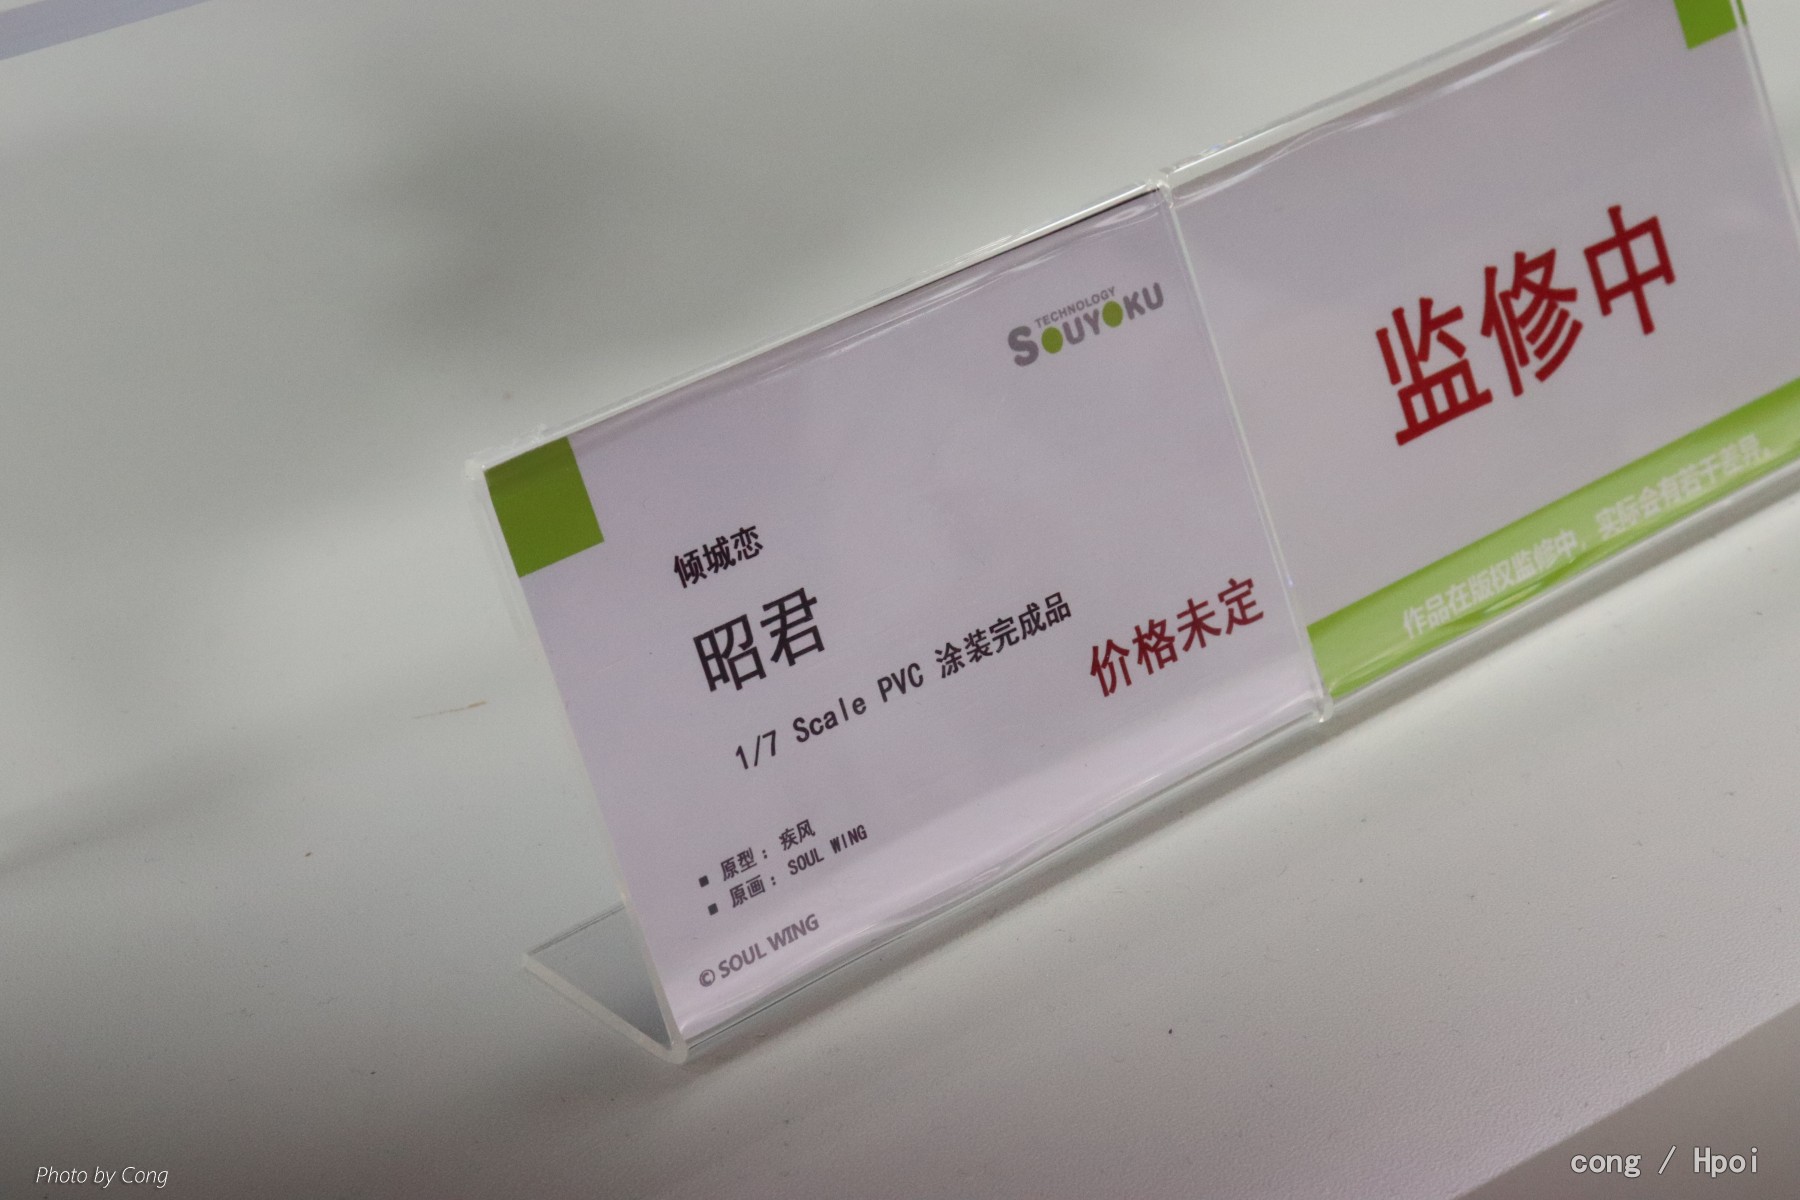 TECHNOLOGY
SOUYOKU
倾城恋
昭君
1/7 Scale PVC 涂装完成品
价格未定
■ 原型：疾风
■ 原画：SOUL WING
© SOUL WING
监修中
作品在版权监修中，实际会有若干差异。
Photo by Cong
cong / Hpoi